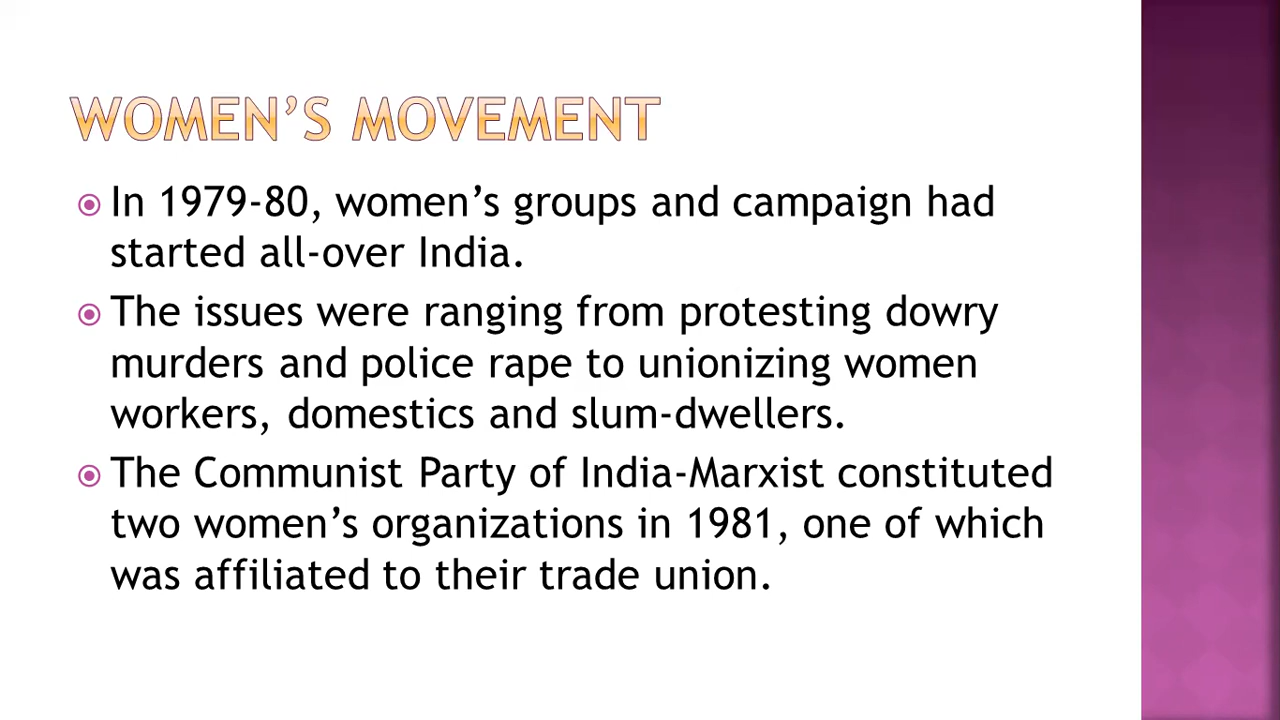 WOMEN’S MOVEMENT
In 1979-80, women’s groups and campaign had
started all-over India.
The issues were ranging from protesting dowry
murders and police rape to unionizing women
workers, domestics and slum-dwellers.
The Communist Party of India-Marxist constituted
two women’s organizations in 1981, one of which
was affiliated to their trade union.